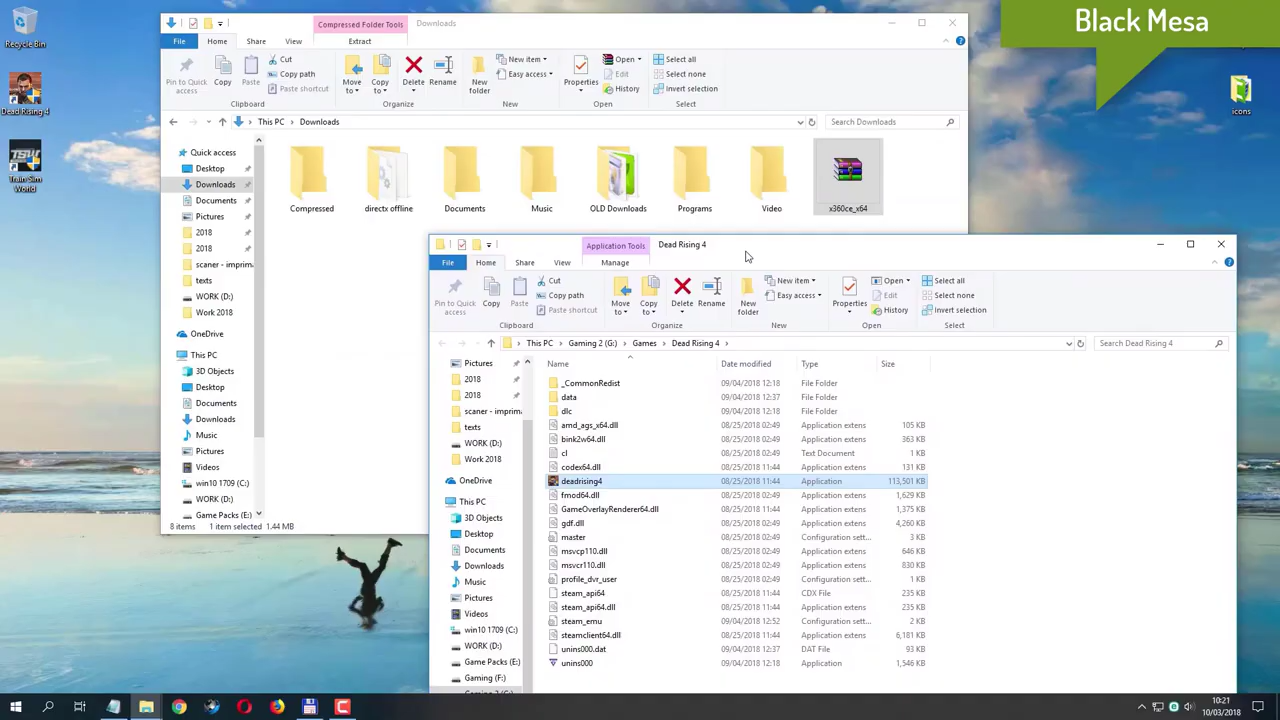 Black Mesa
Recycle Bin
Dead Rising 4
Train Sim
World
icons
Compressed Folder Tools
Downloads
File
Home
Share
View
Extract
Pin to Quick
access
Copy
Paste
Cut
Copy path
Paste shortcut
Clipboard
Move
to
Copy
to
Delete
Rename
Organize
New
folder
New item
Easy access
New
Properties
Open
Edit
History
Open
Select all
Select none
Invert selection
Select
This PC
Downloads
Search Downloads
Quick access
Desktop
Downloads
Documents
Pictures
2018
2018
scaner - imprim
texts
WORK (D:)
Work 2018
OneDrive
This PC
3D Objects
Desktop
Documents
Downloads
Music
Pictures
Videos
win10 1709 (C:)
WORK (D:)
Game Packs (E:)
Compressed
directx offline
Documents
Music
OLD Downloads
Programs
Video
x360ce_x64
8 items 1 item selected 1.44 MB
Application Tools
Dead Rising 4
File
Home
Share
View
Manage
Pin to Quick
access
Copy
Paste
Cut
Copy path
Paste shortcut
Clipboard
Move
to
Copy
to
Delete
Rename
Organize
New
folder
New item
Easy access
New
Properties
Open
Edit
History
Open
Select all
Select none
Invert selection
Select
This PC
Gaming 2 (G:)
Games
Dead Rising 4
Search Dead Rising 4
Pictures
2018
2018
scaner - imprima
texts
WORK (D:)
Work 2018
OneDrive
This PC
3D Objects
Desktop
Documents
Downloads
Music
Pictures
Videos
win10 1709 (C:)
WORK (D:)
Game Packs (E:)
Gaming (F:)
Name Date modified Type Size
_CommonRedist 09/04/2018 12:18 File Folder
data 09/04/2018 12:37 File Folder
dlc 09/04/2018 12:18 File Folder
amd_ags_x64.dll 08/25/2018 02:49 Application extens 105 KB
bink2w64.dll 08/25/2018 02:49 Application extens 363 KB
cl 08/25/2018 02:49 Text Document 1 KB
codex64.dll 08/25/2018 11:44 Application extens 131 KB
deadrising4 08/25/2018 11:44 Application 113,501 KB
fmod64.dll 08/25/2018 02:49 Application extens 1,629 KB
GameOverlayRenderer64.dll 08/25/2018 11:44 Application extens 1,375 KB
gdf.dll 08/25/2018 02:49 Application extens 4,260 KB
master 08/25/2018 02:49 Configuration sett... 1 KB
msvcp110.dll 08/25/2018 02:49 Application extens 646 KB
msvcr110.dll 08/25/2018 02:49 Application extens 830 KB
profile_dvr_user 08/25/2018 02:49 Configuration sett... 1 KB
steam_api64 08/25/2018 11:44 CDX File 235 KB
steam_api64.dll 08/25/2018 11:44 Application extens 235 KB
steam_emu 09/04/2018 12:52 Configuration sett... 2 KB
steamclient64.dll 08/25/2018 11:44 Application extens 6,181 KB
unins000.dat 09/04/2018 12:37 DAT File 93 KB
unins000 09/04/2018 12:18 Application 1,546 KB
10:21
10/03/2018